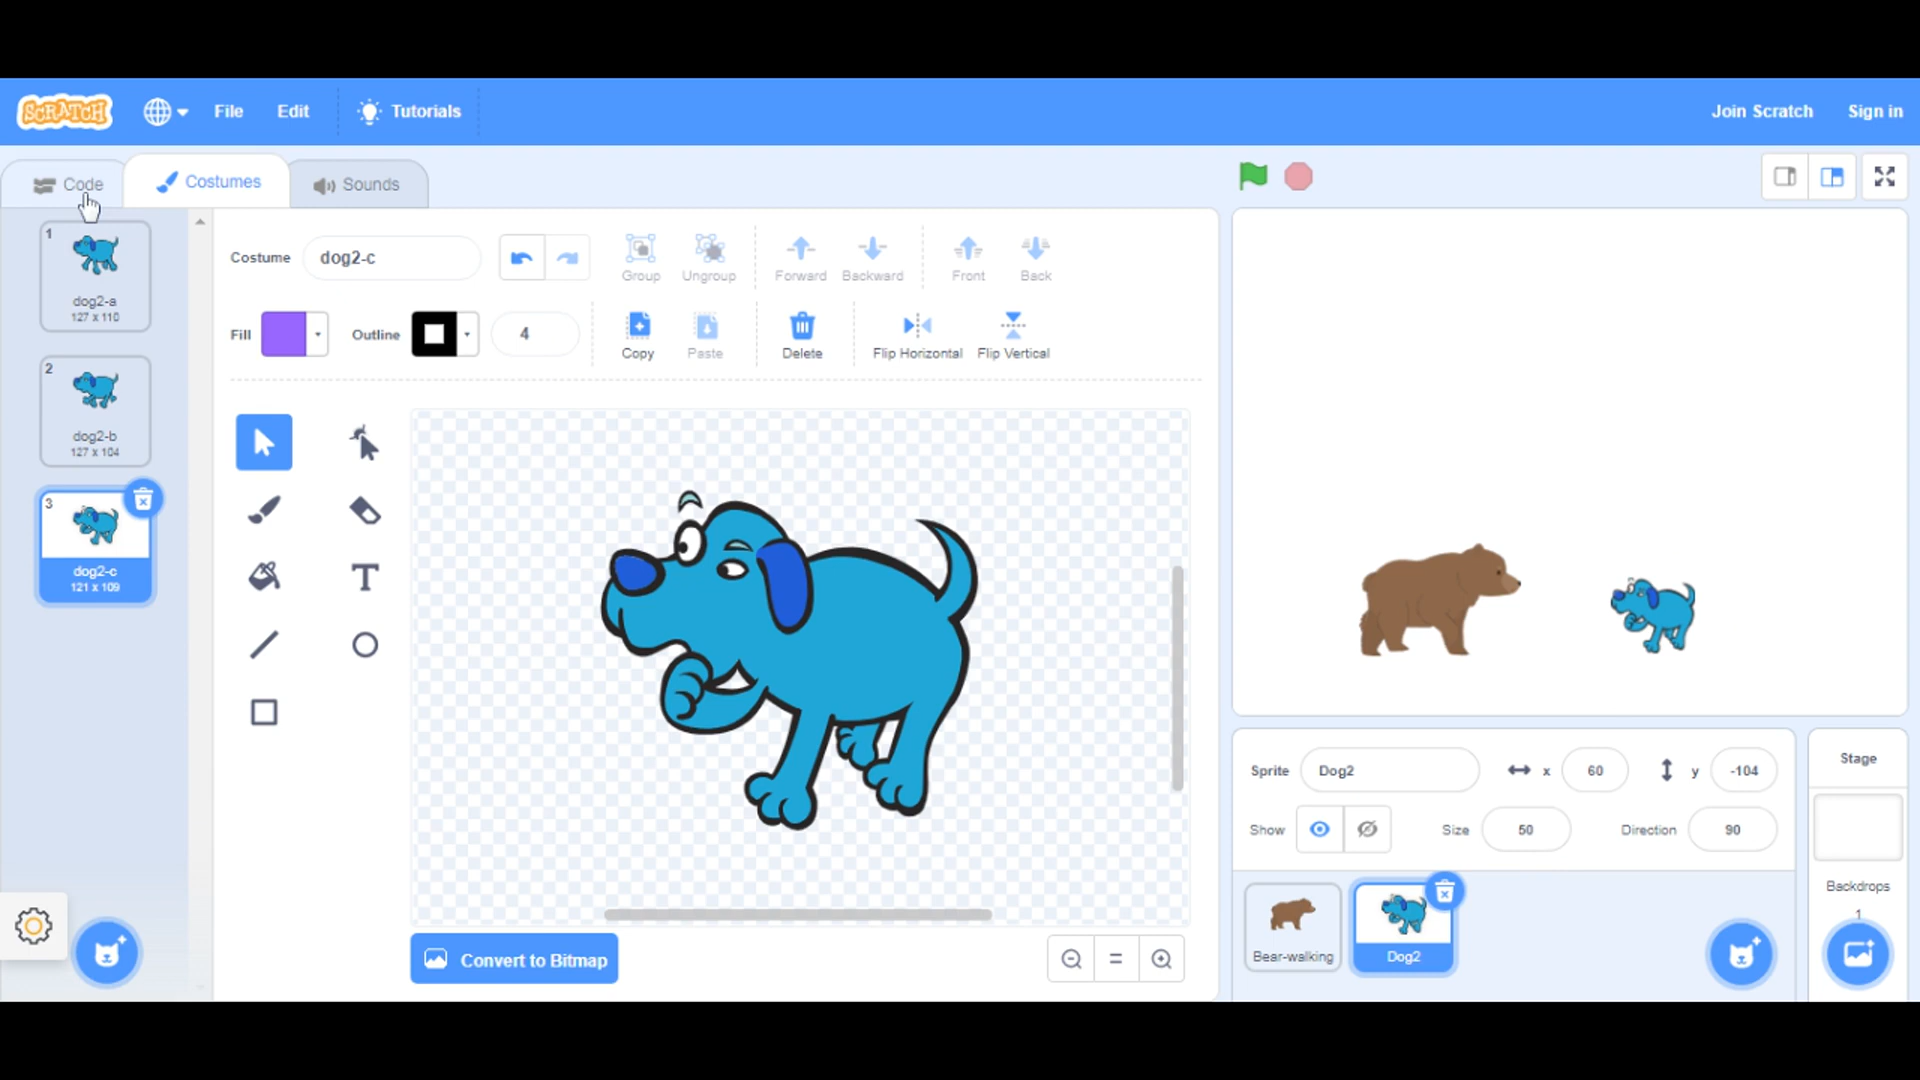 SCRATCH File Edit Tutorials Join Scratch Sign in
Code Costumes Sounds
1
dog2-a
127 x 110
2
dog2-b
127 x 104
3
dog2-c
121 x 109
Costume dog2-c
Group Ungroup Forward Backward Front Back
Fill Outline 4
Copy Paste Delete Flip Horizontal Flip Vertical
T
Convert to Bitmap
Sprite Dog2 x 60 y -104
Show Size 50 Direction 90
Bear-walking Dog2
Stage
Backdrops
1